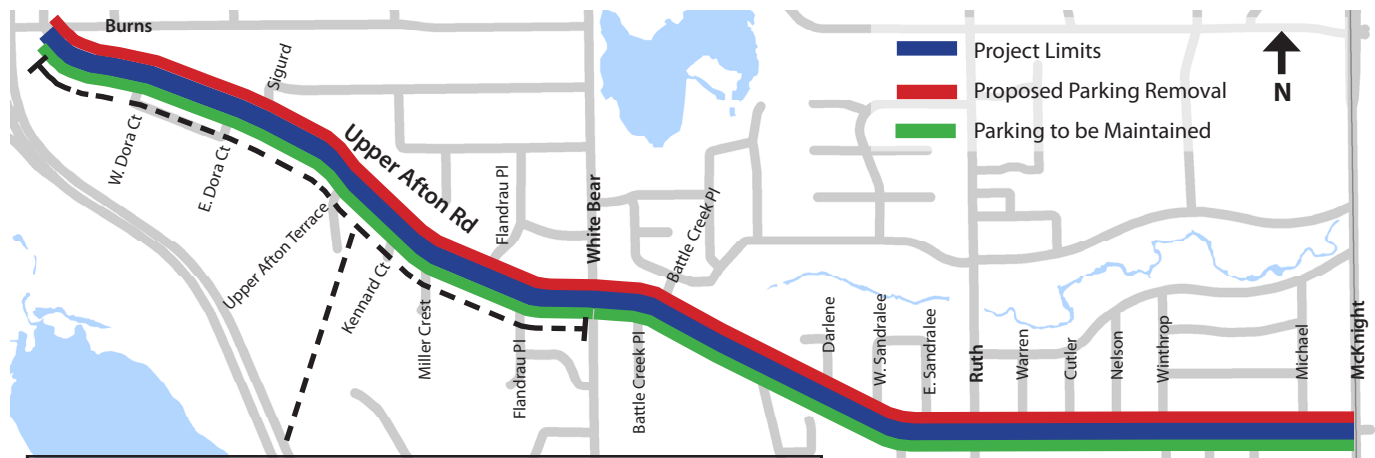 Burns
Sigurd
Project Limits
Proposed Parking Removal
Parking to be Maintained
N
W. Dora Ct
E. Dora Ct
Upper Afton Rd
Upper Afton Terrace
Kennard Ct
Miller Crest
Flandrau Pl
Flandrau Pl
White Bear
Battle Creek Pl
Battle Creek Pl
Darlene
W. Sandralee
E. Sandralee
Ruth
Warren
Cutler
Nelson
Winthrop
Michael
McKnight